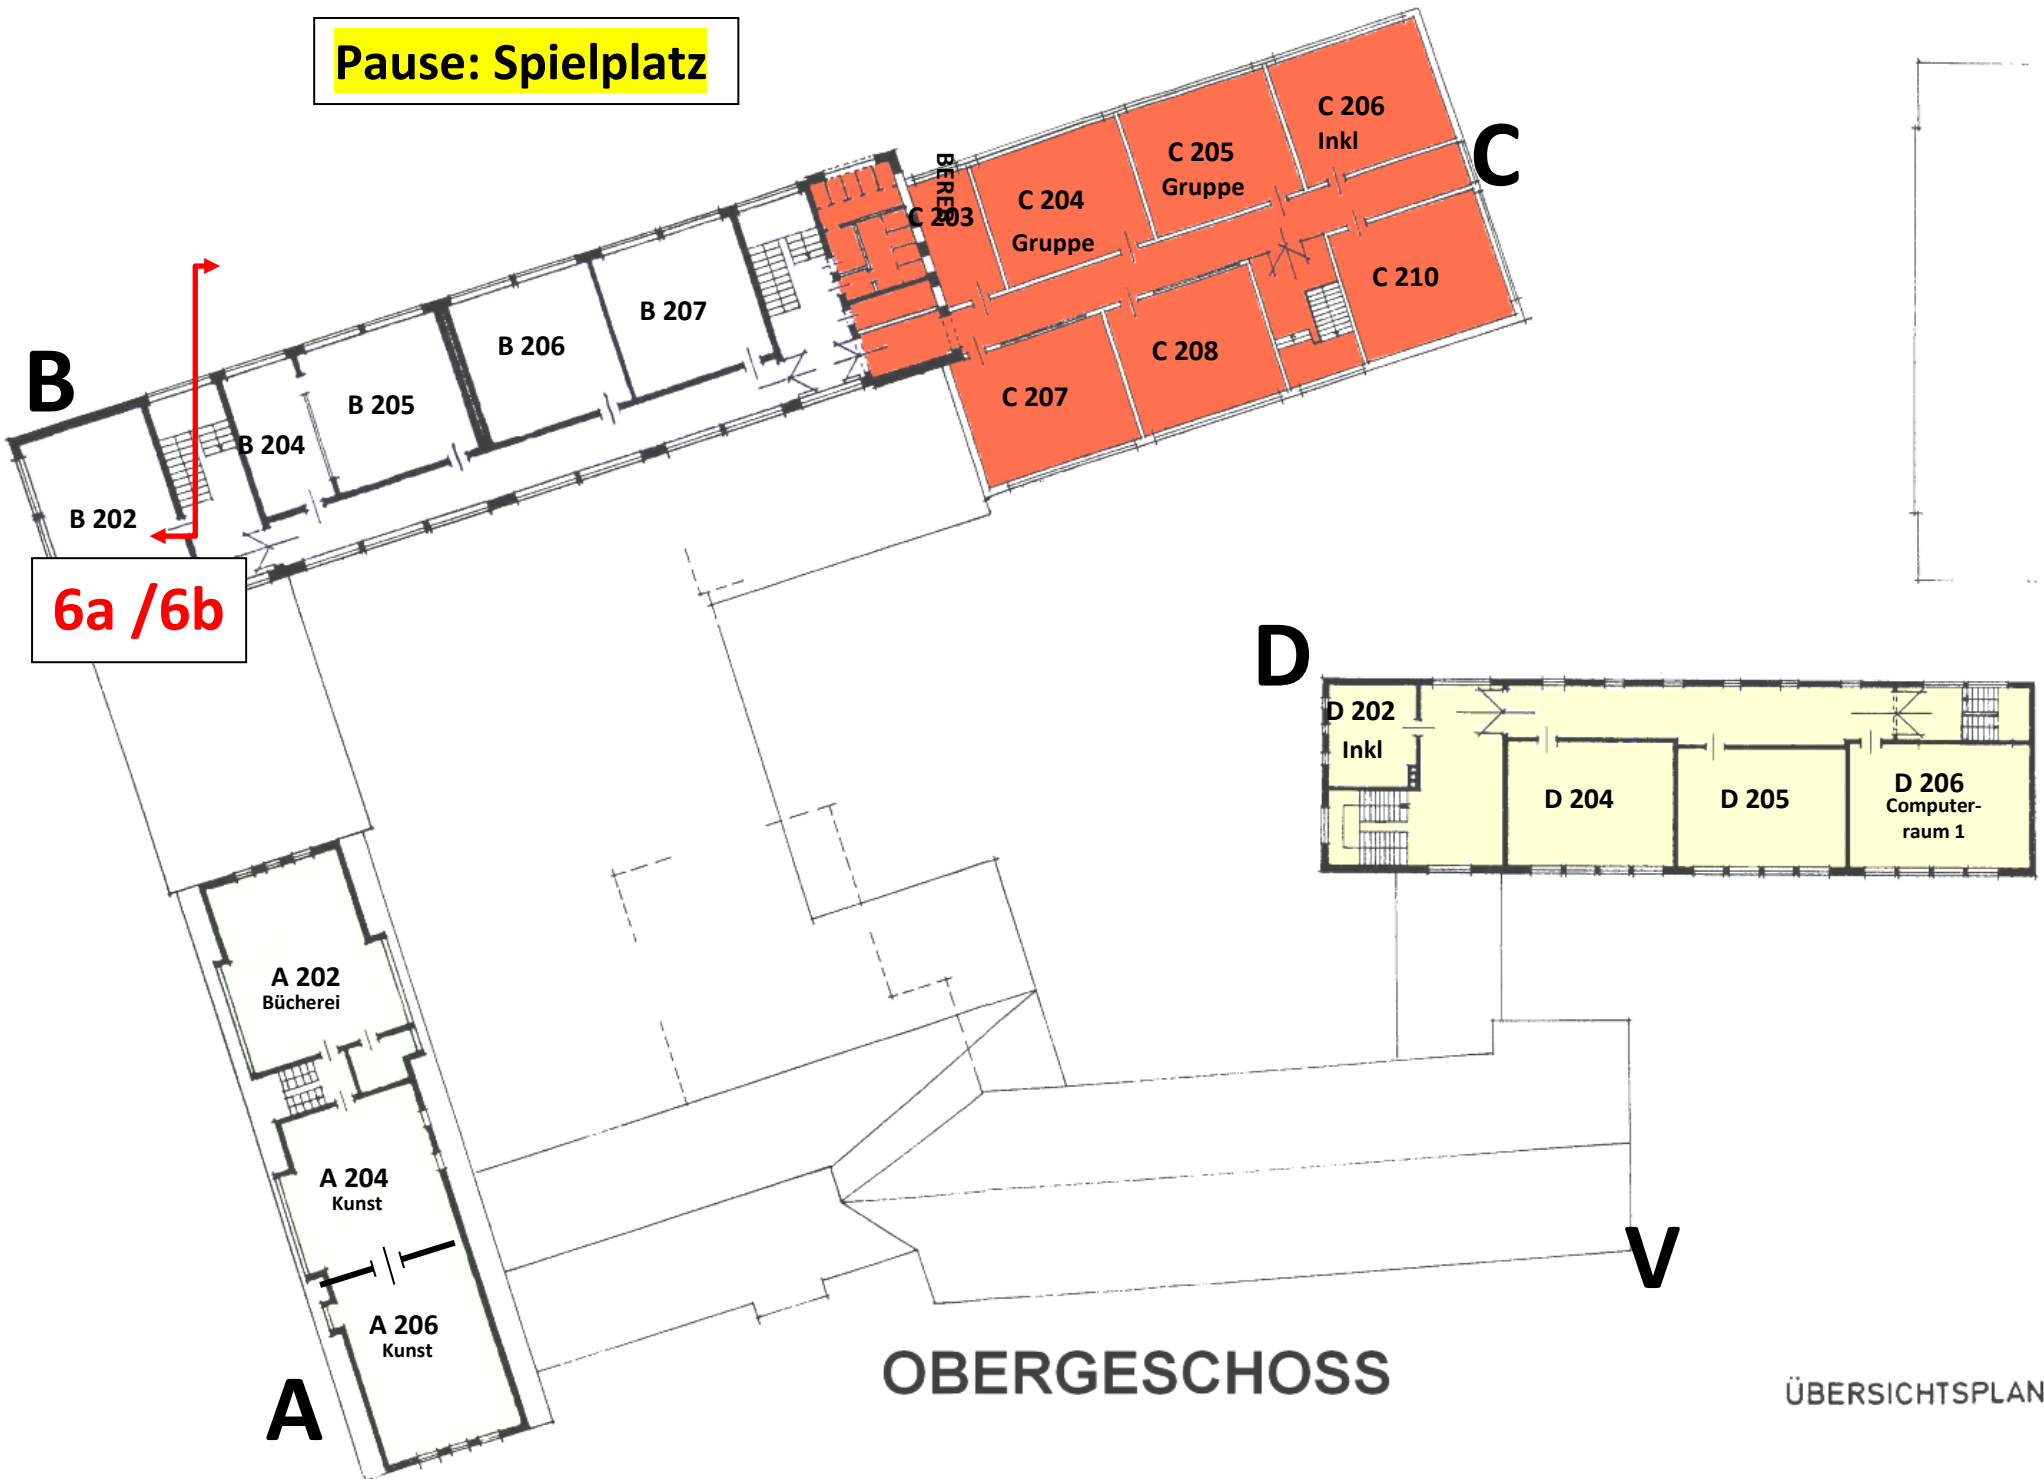 Pause: Spielplatz
C 206
Inkl
C
C 205
Gruppe
C 204
Gruppe
C 203
C 210
C 208
C 207
B
B 207
B 206
B 205
B 204
B 202
6a /6b
D
D 202
Inkl
D 204
D 205
D 206
Computer-
raum 1
A 202
Bücherei
A 204
Kunst
A 206
Kunst
A
V
OBERGESCHOSS
ÜBERSICHTSPLAN